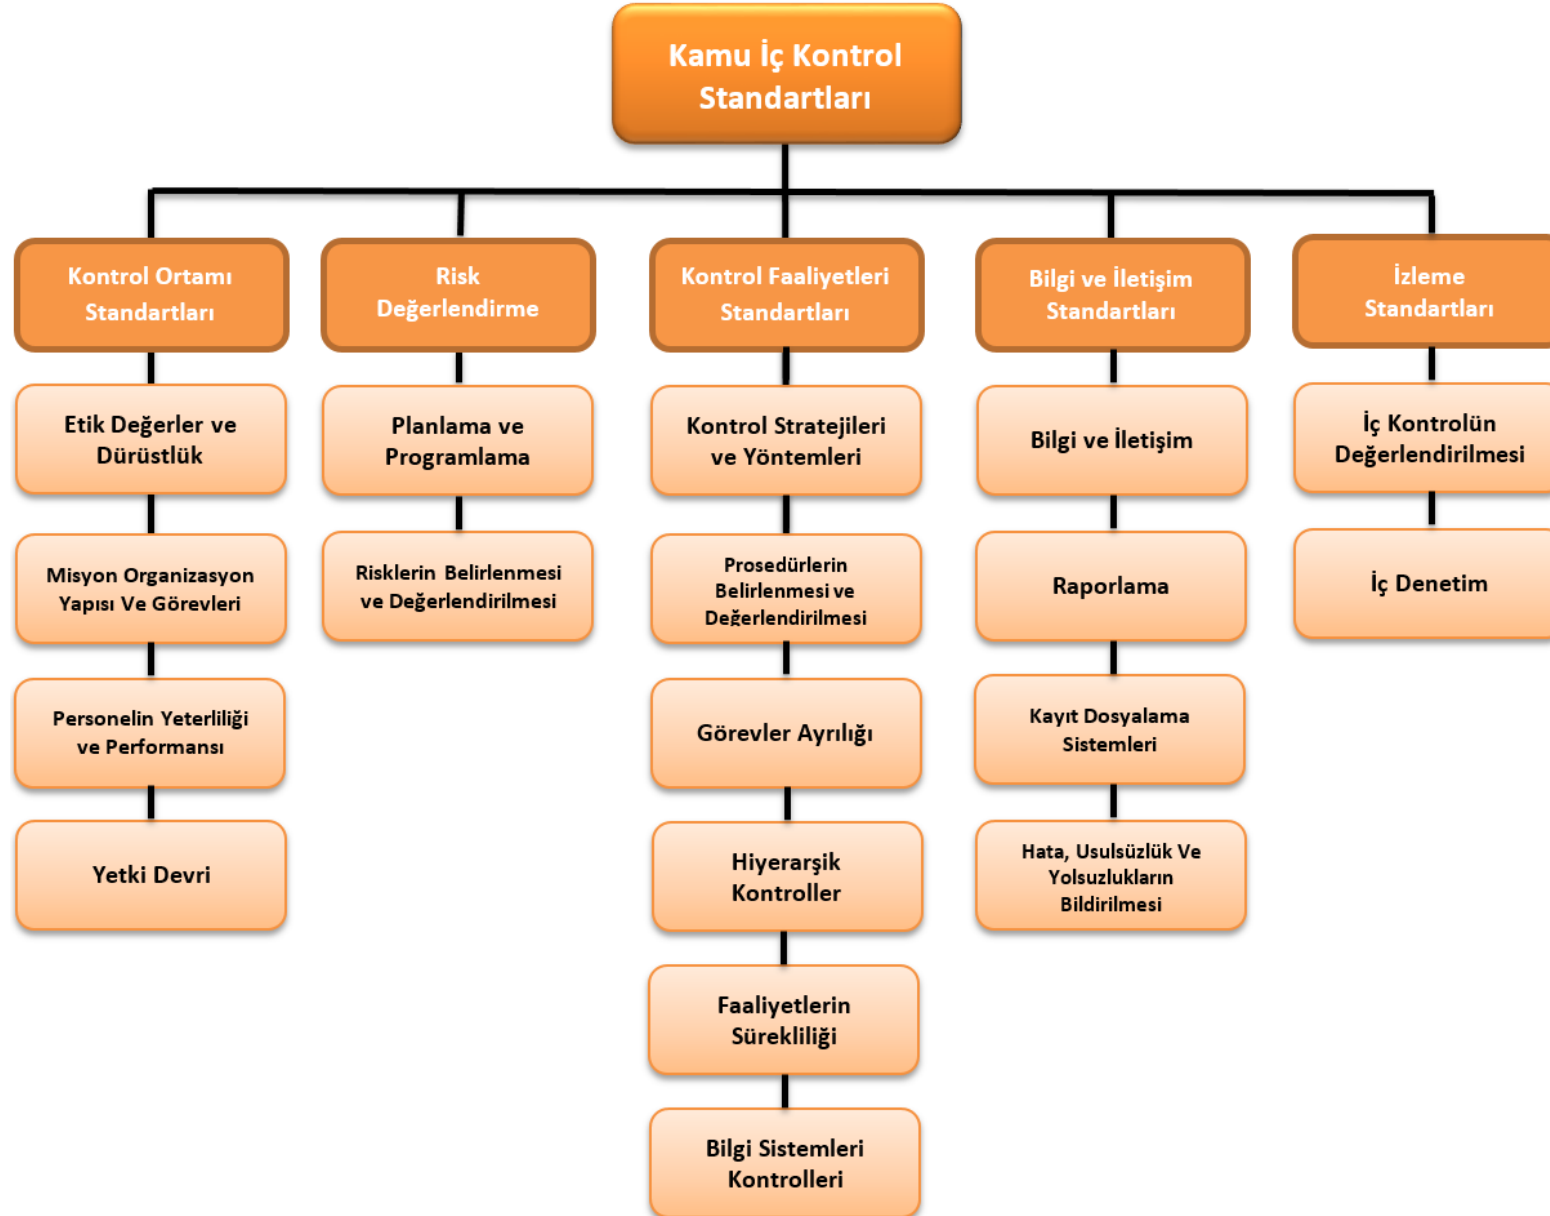 Kamu İç Kontrol
Standartları
Kontrol Ortamı
Standartları
Etik Değerler ve
Dürüstlük
Misyon Organizasyon
Yapısı Ve Görevleri
Personelin Yeterliliği
ve Performansı
Yetki Devri
Risk
Değerlendirme
Planlama ve
Programlama
Risklerin Belirlenmesi
ve Değerlendirilmesi
Kontrol Faaliyetleri
Standartları
Kontrol Stratejileri
ve Yöntemleri
Prosedürlerin
Belirlenmesi ve
Değerlendirilmesi
Görevler Ayrılığı
Hiyerarşik
Kontroller
Faaliyetlerin
Sürekliliği
Bilgi Sistemleri
Kontrolleri
Bilgi ve İletişim
Standartları
Bilgi ve İletişim
Raporlama
Kayıt Dosyalama
Sistemleri
Hata, Usulsüzlük Ve
Yolsuzlukların
Bildirilmesi
İzleme
Standartları
İç Kontrolün
Değerlendirilmesi
İç Denetim